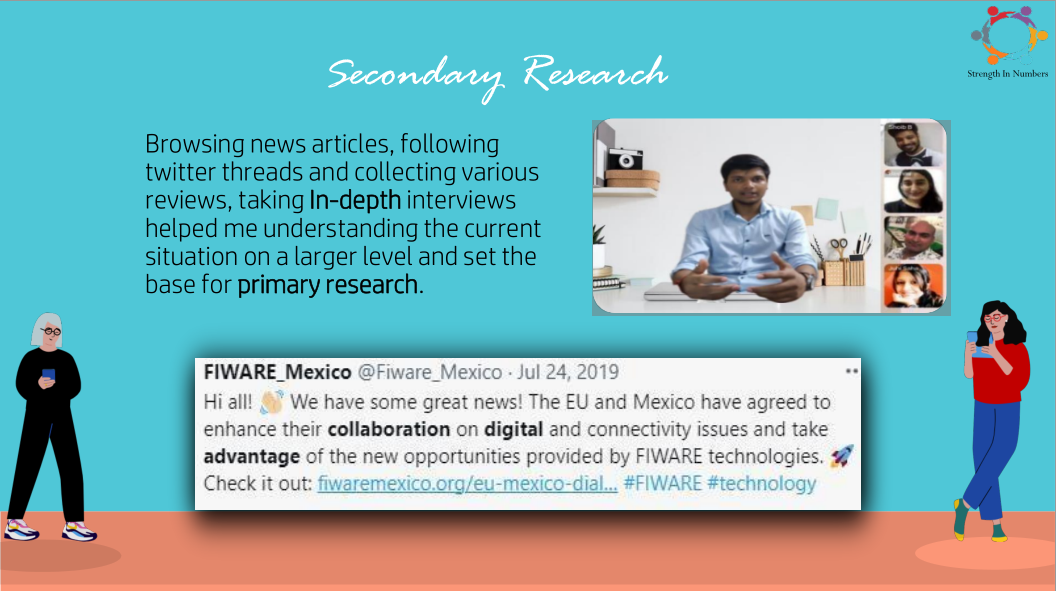 Strength In Numbers
Secondary Research
Browsing news articles, following
twitter threads and collecting various
reviews, taking In-depth interviews
helped me understanding the current
situation on a larger level and set the
base for primary research.
FIWARE_Mexico @Fiware_Mexico · Jul 24, 2019
Hi all! 👋🏼 We have some great news! The EU and Mexico have agreed to
enhance their collaboration on digital and connectivity issues and take
advantage of the new opportunities provided by FIWARE technologies. 🚀
Check it out: fiwaremexico.org/eu-mexico-dial... #FIWARE #technology